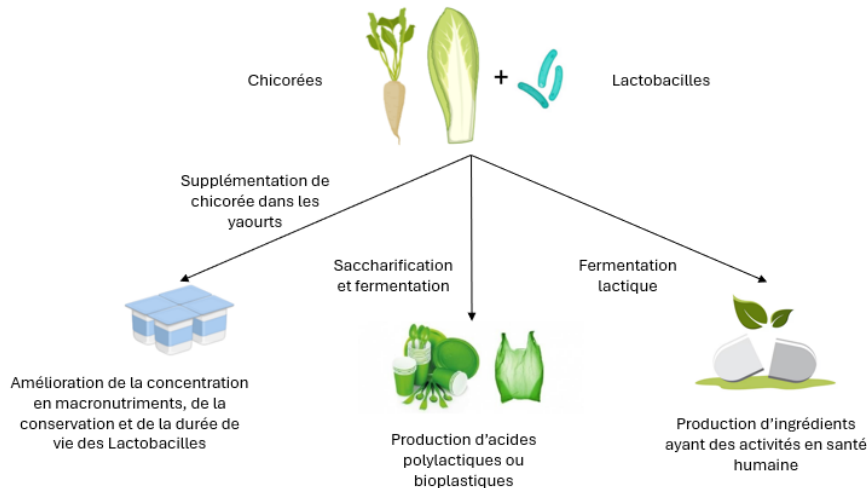 Chicorées
+
Lactobacilles
Supplémentation de
chicorée dans les
yaourts
Saccharification
et fermentation
Fermentation
lactique
Amélioration de la concentration
en macronutriments, de la
conservation et de la durée de
vie des Lactobacilles
Production d'acides
polylactiques ou
bioplastiques
Production d'ingrédients
ayant des activités en santé
humaine